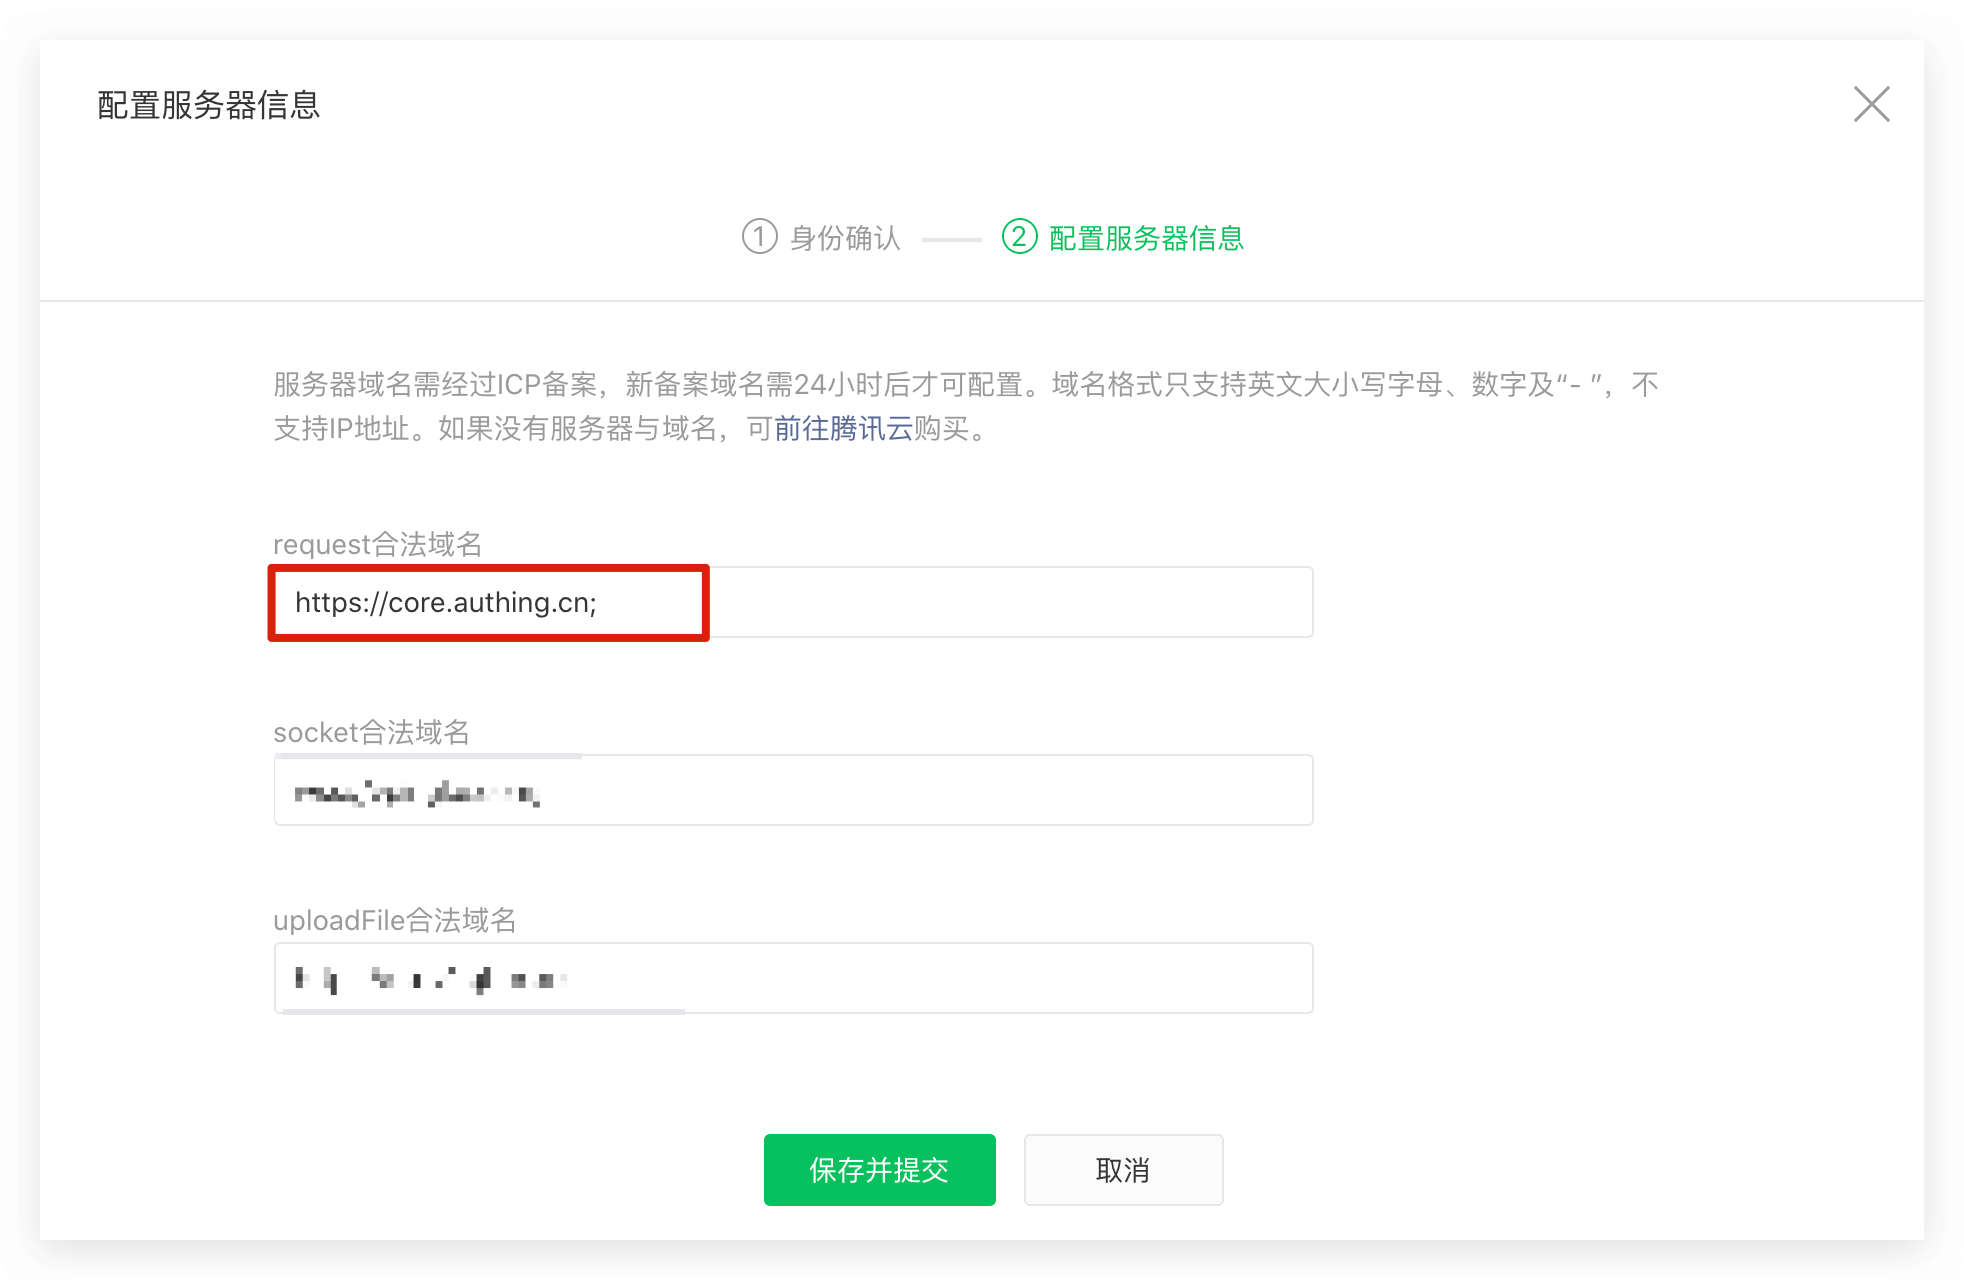 配置服务器信息
① 身份确认 ② 配置服务器信息
服务器域名需经过ICP备案，新备案域名需24小时后才可配置。域名格式只支持英文大小写字母、数字及“- ”，不
支持IP地址。如果没有服务器与域名，可前往腾讯云购买。
request合法域名
https://core.authing.cn;
socket合法域名
uploadFile合法域名
保存并提交 取消